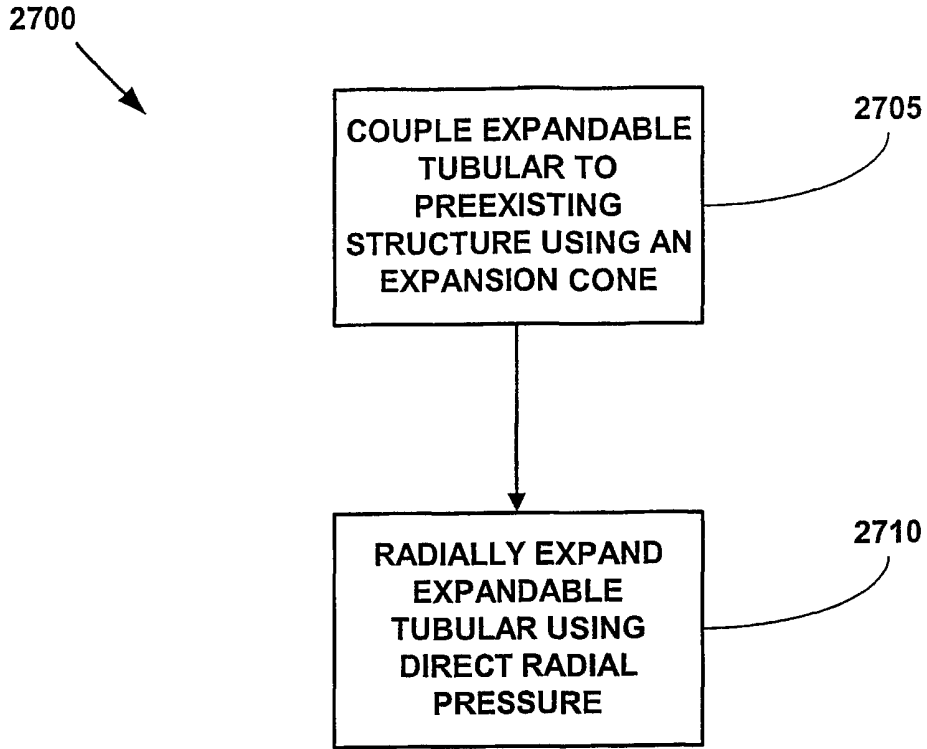 2700
COUPLE EXPANDABLE
TUBULAR TO
PREEXISTING
STRUCTURE USING AN
EXPANSION CONE
2705
RADIALLY EXPAND
EXPANDABLE
TUBULAR USING
DIRECT RADIAL
PRESSURE
2710